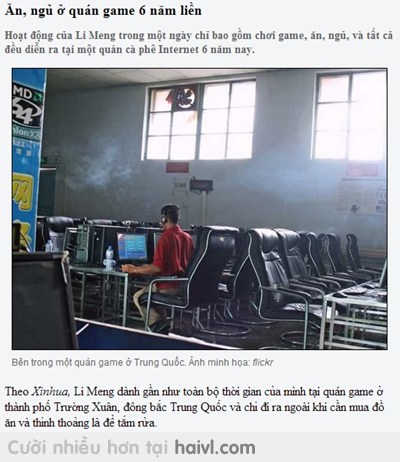 Ăn, ngủ ở quán game 6 năm liền
Hoạt động của Li Meng trong một ngày chỉ bao gồm chơi game, ăn, ngủ, và tất cả
đều diễn ra tại một quán cà phê Internet 6 năm nay.
MD
64
hlon X2
Bên trong một quán game ở Trung Quốc. Ảnh minh họa: flickr
Theo Xinhua, Li Meng dành gần như toàn bộ thời gian của mình tại quán game ở
thành phố Trường Xuân, đông bắc Trung Quốc và chỉ đi ra ngoài khi cần mua đồ
ăn và thỉnh thoảng là để tắm rửa.
Cười nhiều hơn tại haivl.com